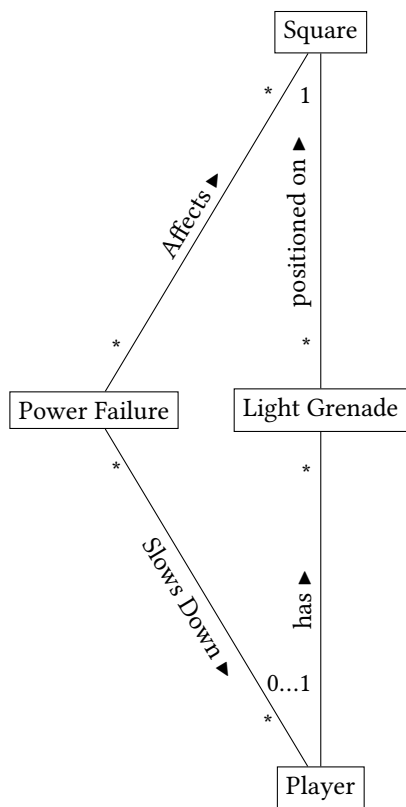 Square
* 1
Affects ▲
positioned on ▲
* *
Power Failure
Light Grenade
* *
Slows Down ▼
has ▲
0…1
*
Player